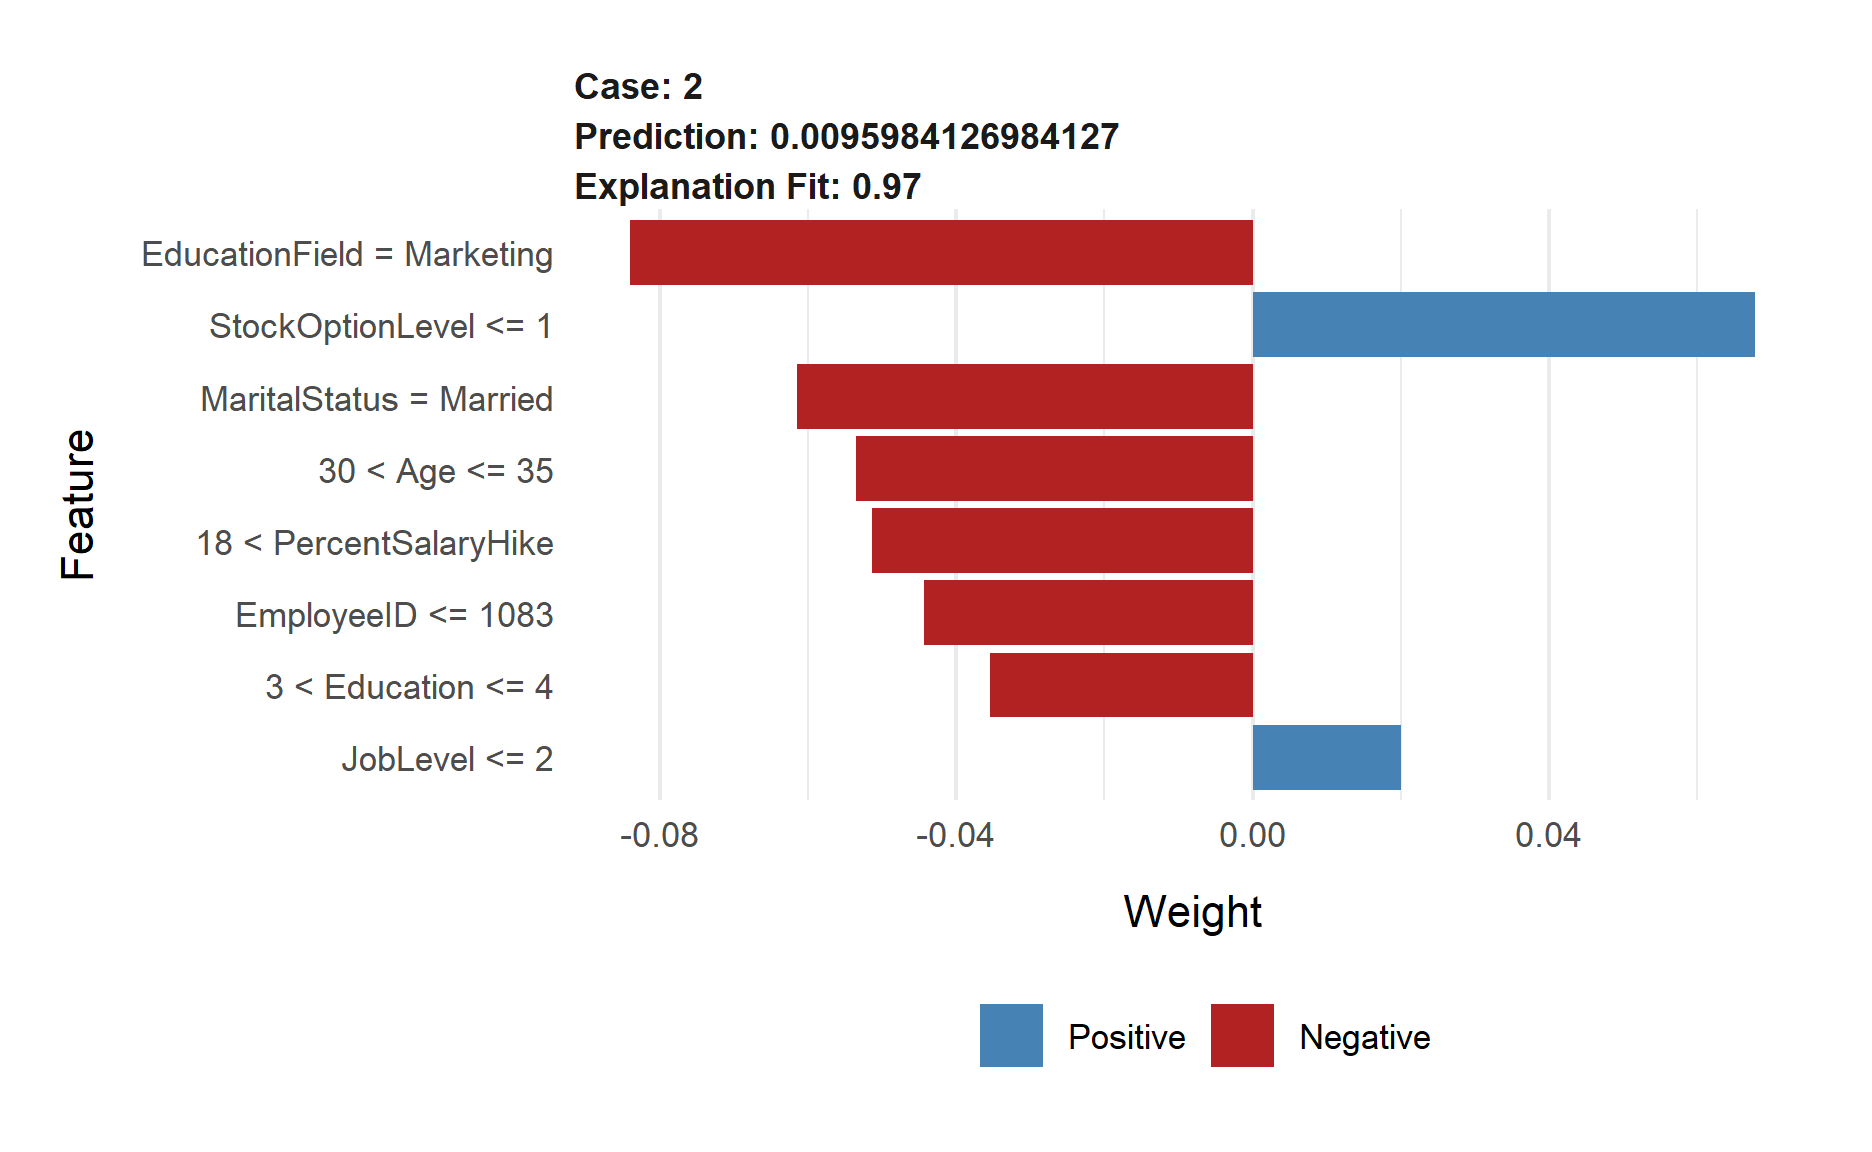 Case: 2
Prediction: 0.0095984126984127
Explanation Fit: 0.97
EducationField = Marketing
StockOptionLevel <= 1
MaritalStatus = Married
30 < Age <= 35
18 < PercentSalaryHike
EmployeeID <= 1083
3 < Education <= 4
JobLevel <= 2
Feature
-0.08 -0.04 0.00 0.04
Weight
Positive Negative